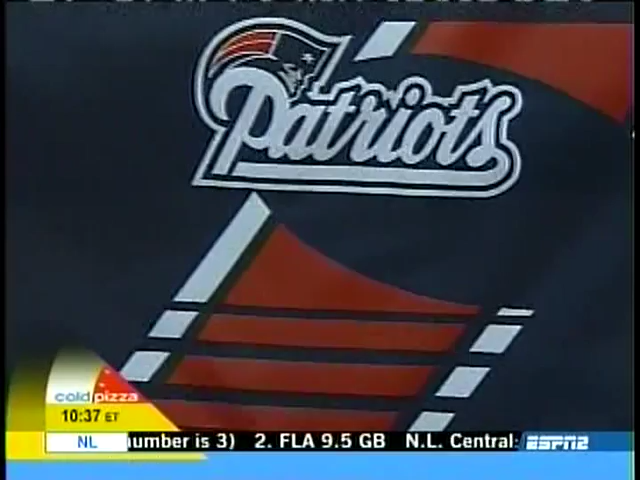 Patriots
cold pizza
10:37 ET
NL umber is 3) 2. FLA 9.5 GB N.L. Central: ESPN2